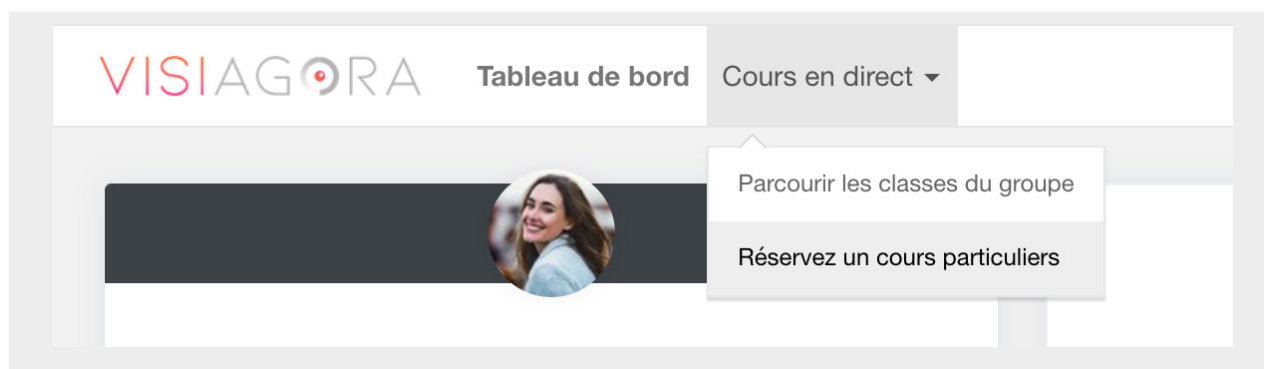 VISIAGORA Tableau de bord Cours en direct
Parcourir les classes du groupe
Réservez un cours particuliers